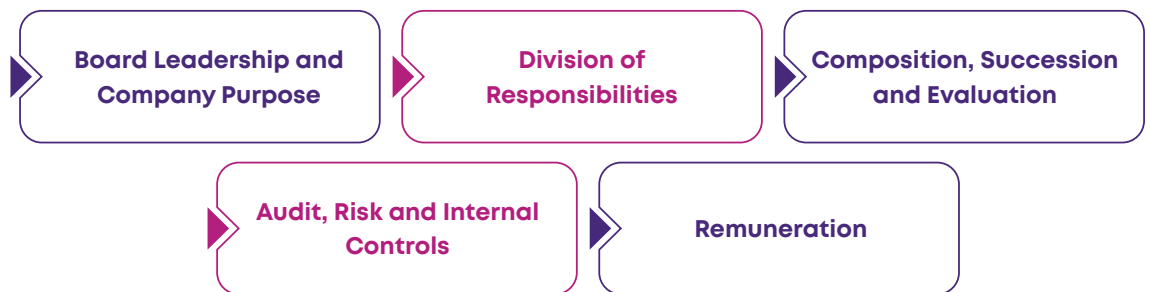 Board Leadership and
Company Purpose
Division of
Responsibilities
Composition, Succession
and Evaluation
Audit, Risk and Internal
Controls
Remuneration